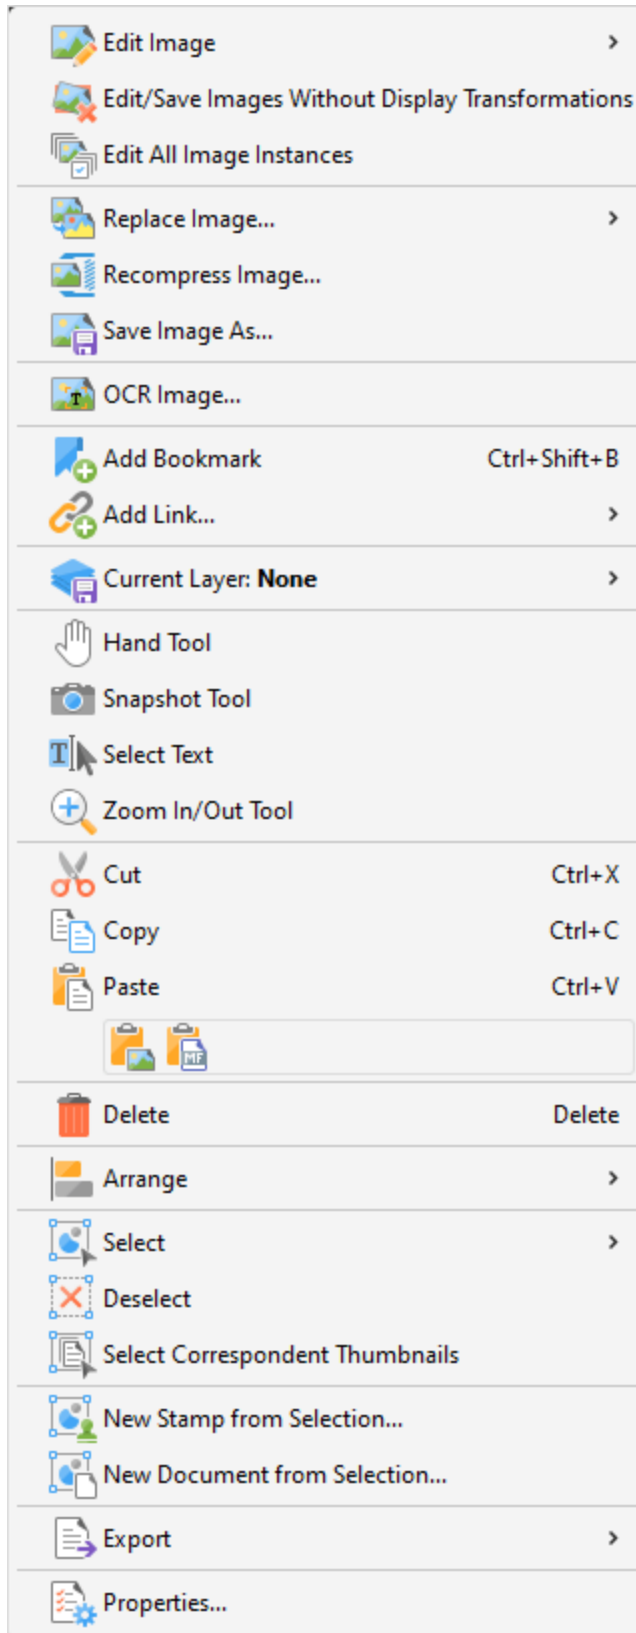 Edit Image
Edit/Save Images Without Display Transformations
Edit All Image Instances
Replace Image...
Recompress Image...
Save Image As...
T
OCR Image...
Add Bookmark Ctrl+Shift+B
Add Link...
Current Layer: None
Hand Tool
Snapshot Tool
T Select Text
Zoom In/Out Tool
Cut Ctrl+X
Copy Ctrl+C
Paste Ctrl+V
MF
Delete Delete
Arrange
Select
Deselect
Select Correspondent Thumbnails
New Stamp from Selection...
New Document from Selection...
Export
Properties...